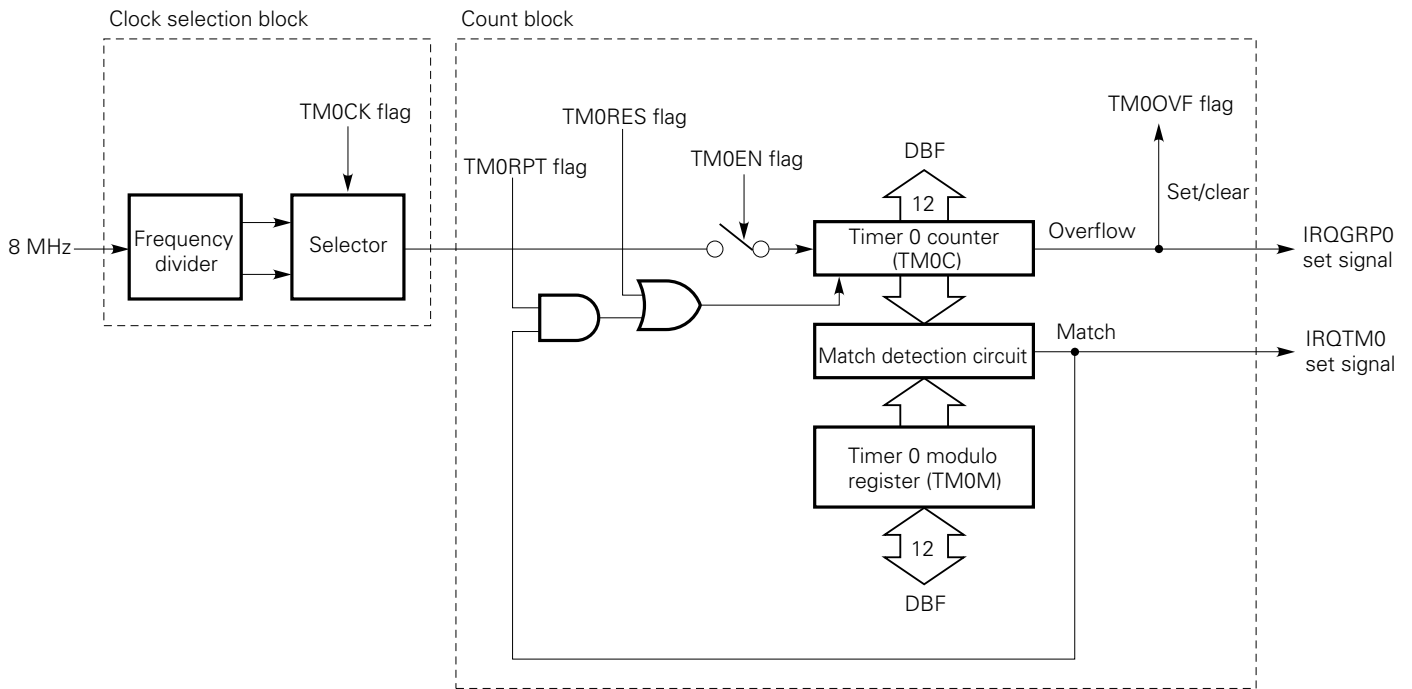 Clock selection block
Count block
TM0CK flag
TM0RES flag
TM0OVF flag
TM0RPT flag
TM0EN flag
DBF
12
Set/clear
8 MHz
Frequency
divider
Selector
Timer 0 counter
(TM0C)
Overflow
IRQGRP0
set signal
Match detection circuit
Match
IRQTM0
set signal
Timer 0 modulo
register (TM0M)
12
DBF